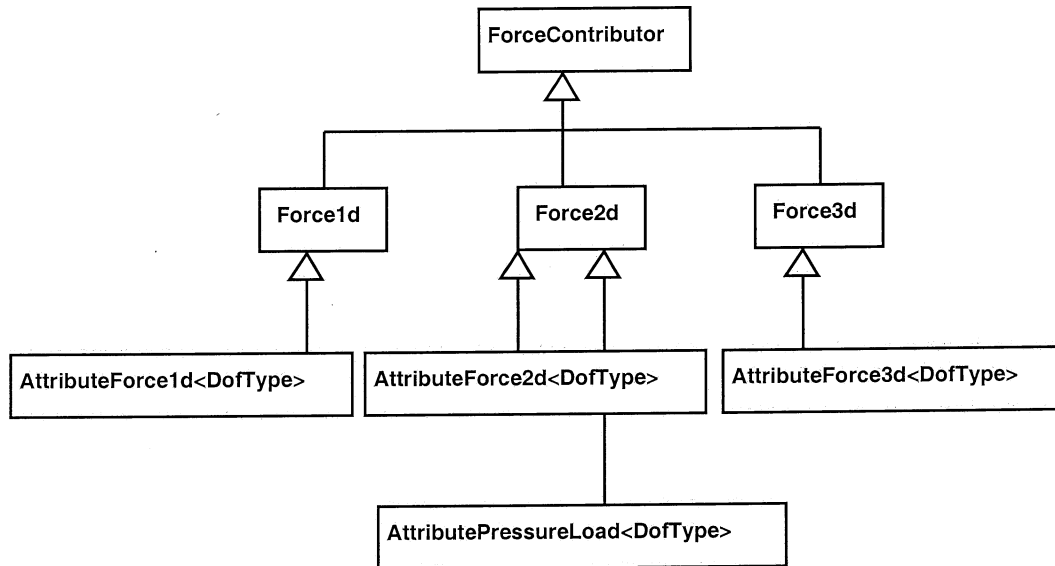 ForceContributor
Force1d
Force2d
Force3d
AttributeForce1d<DofType>
AttributeForce2d<DofType>
AttributeForce3d<DofType>
AttributePressureLoad<DofType>